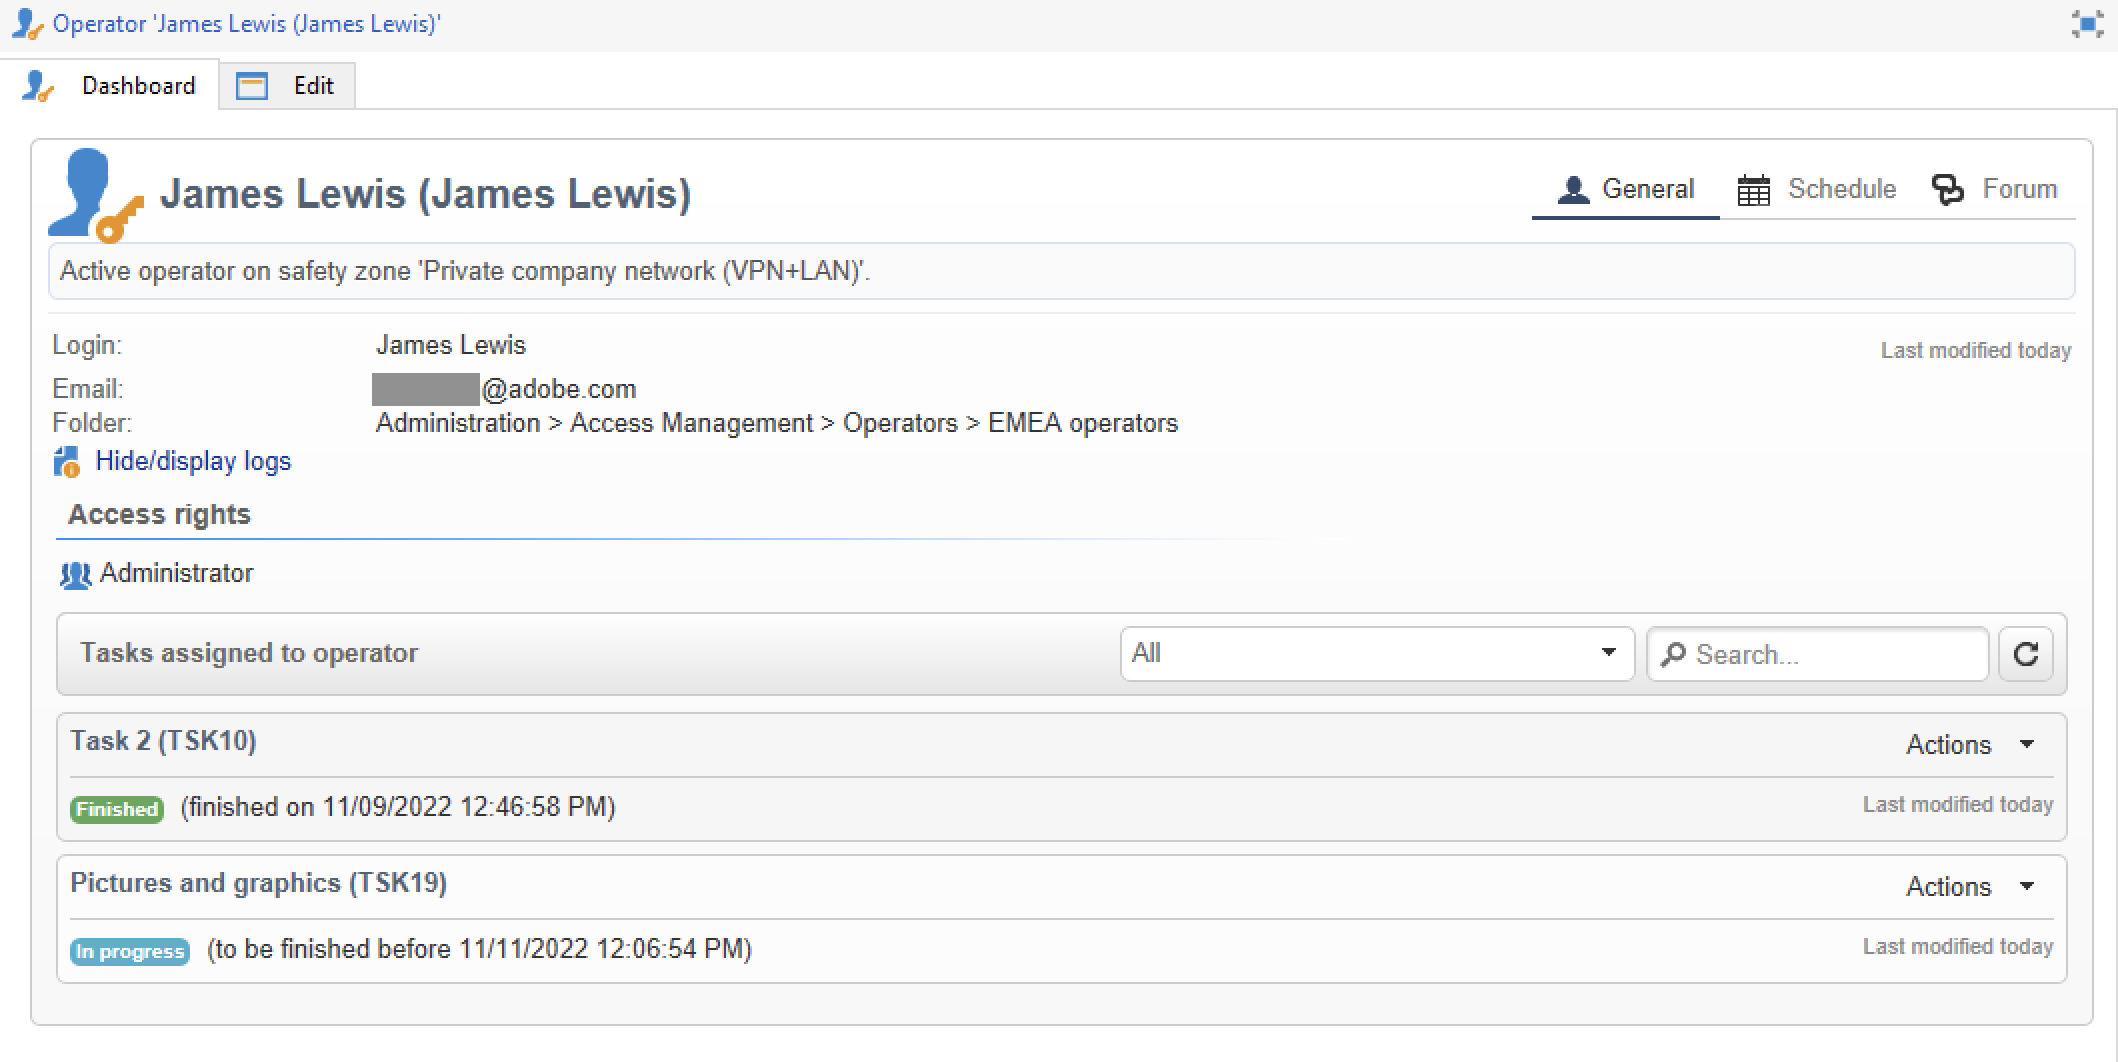 Operator 'James Lewis (James Lewis)'
Dashboard
Edit
James Lewis (James Lewis)
General
Schedule
Forum
Active operator on safety zone 'Private company network (VPN+LAN)'.
Login:
James Lewis
Last modified today
Email:
@adobe.com
Folder:
Administration > Access Management > Operators > EMEA operators
Hide/display logs
Access rights
Administrator
Tasks assigned to operator
All
Search...
Task 2 (TSK10)
Actions
Finished (finished on 11/09/2022 12:46:58 PM)
Last modified today
Pictures and graphics (TSK19)
Actions
In progress (to be finished before 11/11/2022 12:06:54 PM)
Last modified today